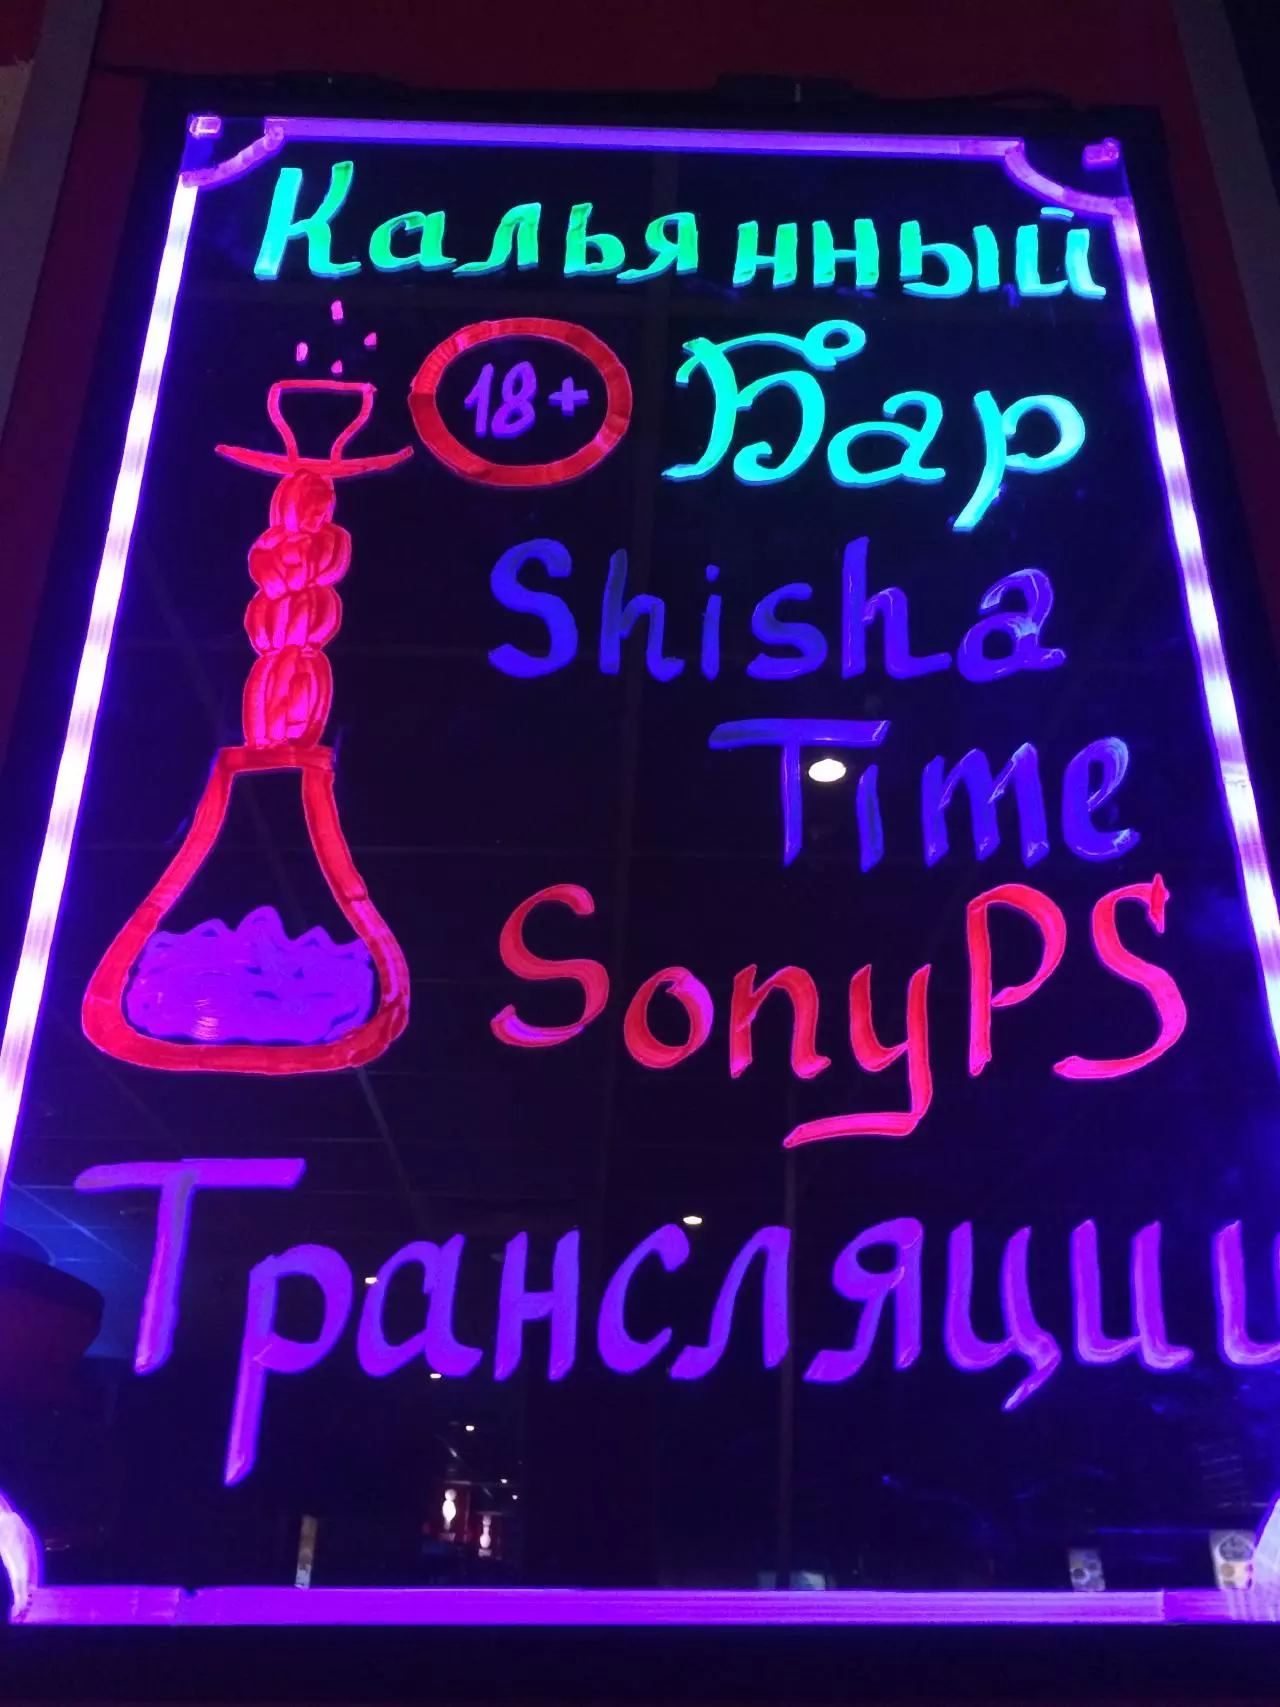 Кальянный
18+ Бар
Shisha
Time
SonyPS
Трансляции